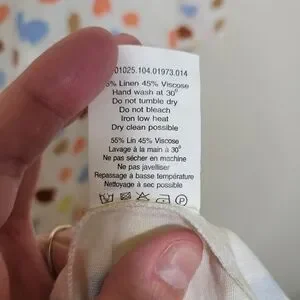 01025.104.01973.014
5% Linen 45% Viscose
Hand wash at 30°
Do not tumble dry
Do not bleach
Iron low heat
Dry clean possible
55% Lin 45% Viscose
Lavage à la main a 30°
Ne pas sécher en machine
Ne pas javelliser
Repassage à basse température
Nettoyage à sec possible